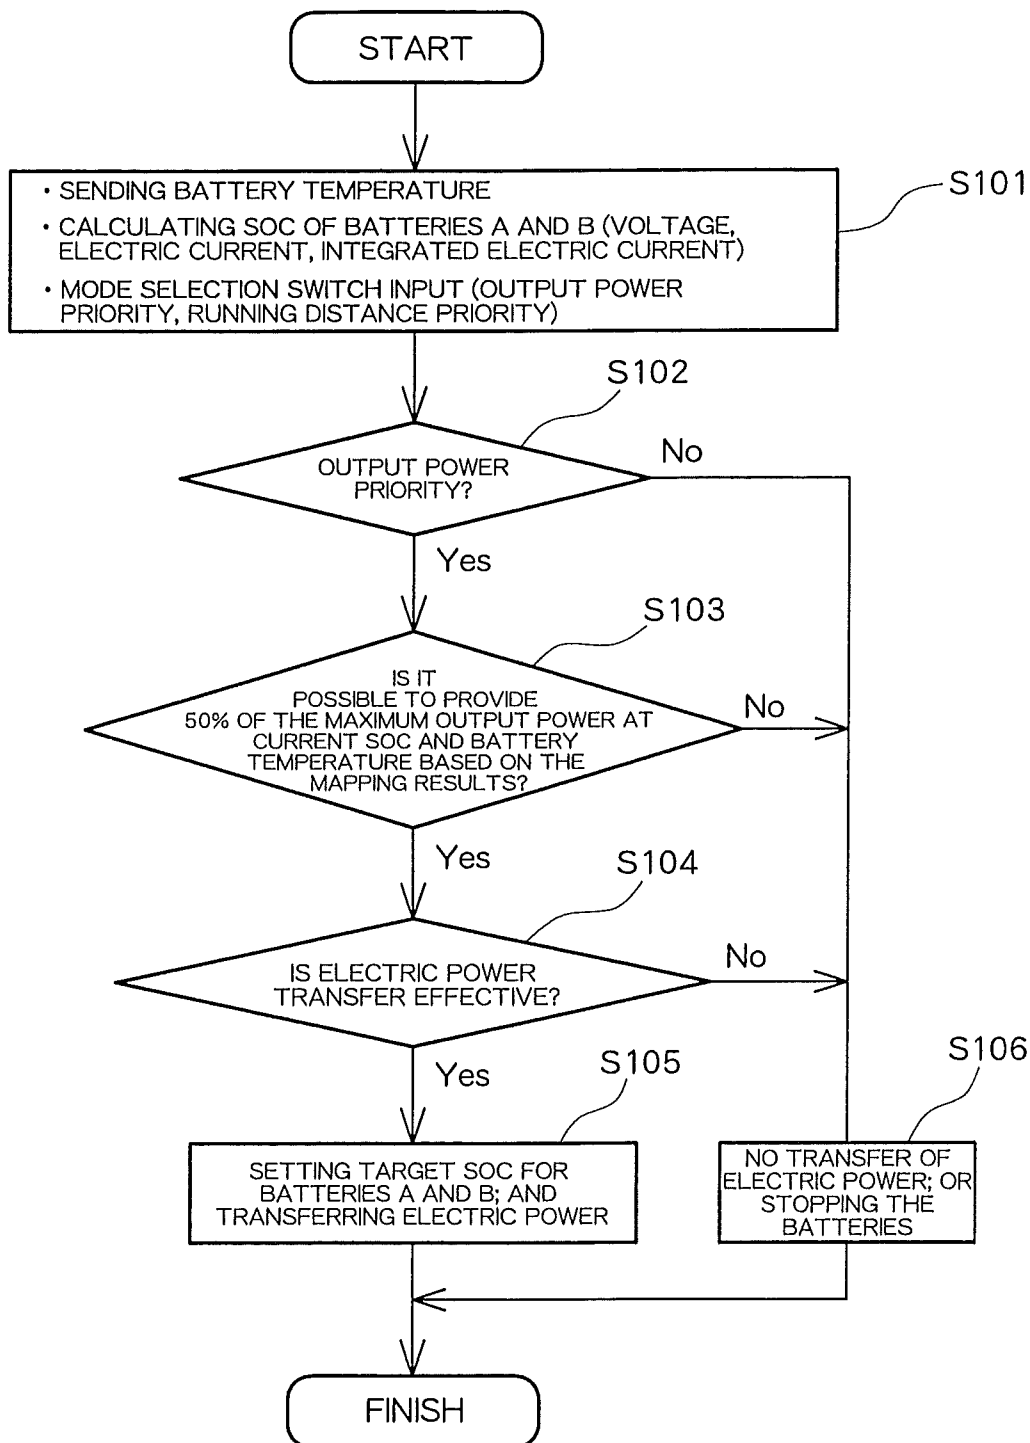 START
· SENDING BATTERY TEMPERATURE
· CALCULATING SOC OF BATTERIES A AND B (VOLTAGE,
ELECTRIC CURRENT, INTEGRATED ELECTRIC CURRENT)
· MODE SELECTION SWITCH INPUT (OUTPUT POWER
PRIORITY, RUNNING DISTANCE PRIORITY)
S101
S102
OUTPUT POWER
PRIORITY?
No
Yes
S103
IS IT
POSSIBLE TO PROVIDE
50% OF THE MAXIMUM OUTPUT POWER AT
CURRENT SOC AND BATTERY
TEMPERATURE BASED ON THE
MAPPING RESULTS?
No
Yes
S104
IS ELECTRIC POWER
TRANSFER EFFECTIVE?
No
Yes
S105
SETTING TARGET SOC FOR
BATTERIES A AND B; AND
TRANSFERRING ELECTRIC POWER
S106
NO TRANSFER OF
ELECTRIC POWER; OR
STOPPING THE
BATTERIES
FINISH